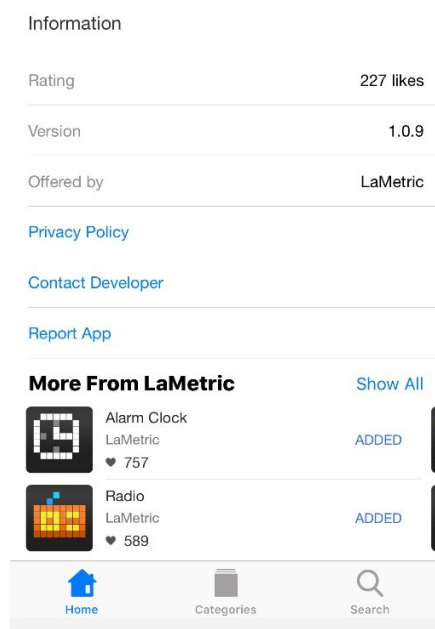 Information
Rating 227 likes
Version 1.0.9
Offered by LaMetric
Privacy Policy
Contact Developer
Report App
More From LaMetric Show All
Alarm Clock
LaMetric ADDED
757
Radio
LaMetric ADDED
589
Home Categories Search